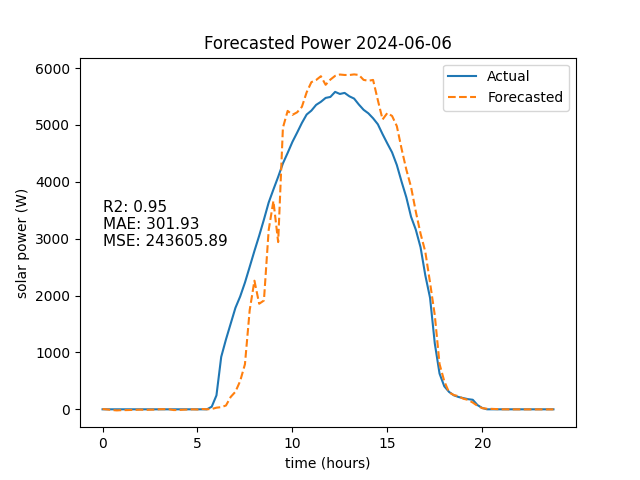 Forecasted Power 2024-06-06
Actual
Forecasted
6000
5000
4000
3000
2000
1000
0
solar power (W)
R2: 0.95
MAE: 301.93
MSE: 243605.89
0 5 10 15 20
time (hours)